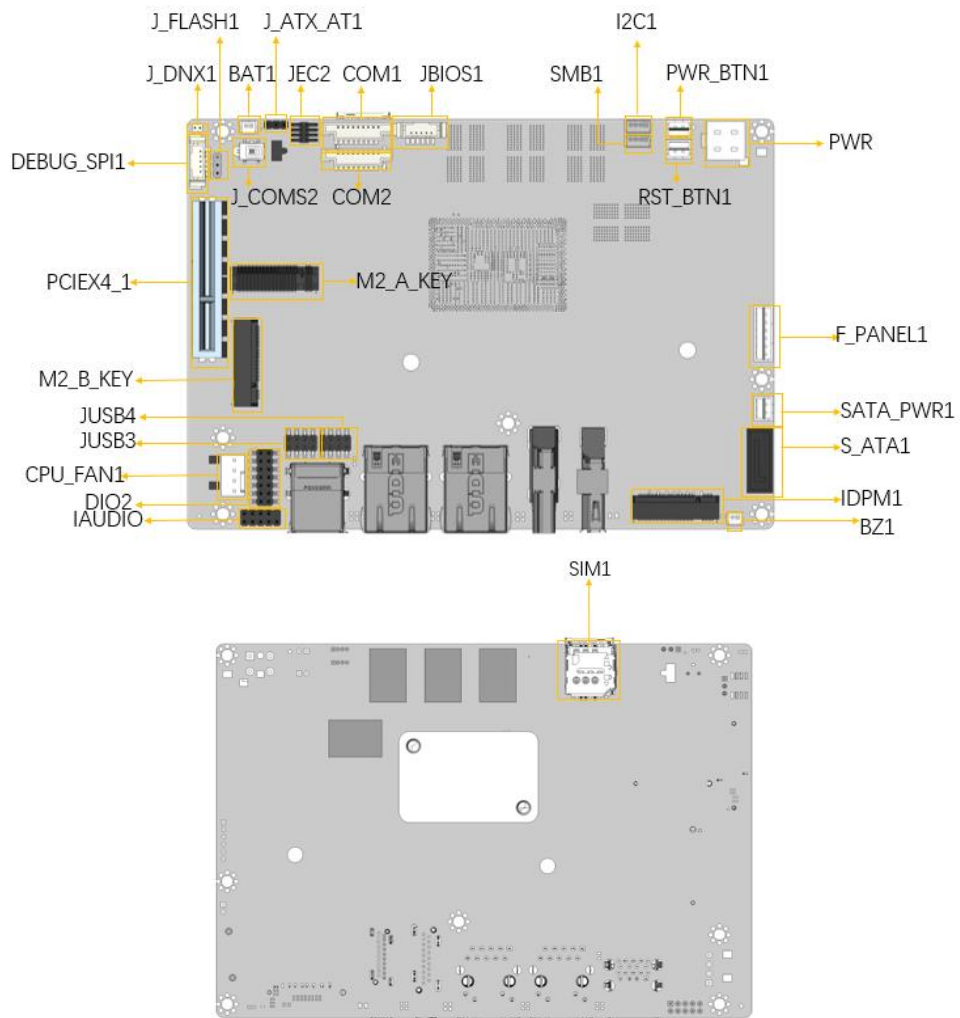 J_FLASH1 J_ATX_AT1 I2C1
J_DNX1 BAT1 JEC2 COM1 JBIOS1 SMB1 PWR_BTN1
PWR
DEBUG_SPI1
J_COMS2 COM2 RST_BTN1
PCIEX4_1 M2_A_KEY
F_PANEL1
M2_B_KEY
JUSB4 SATA_PWR1
JUSB3
S_ATA1
CPU_FAN1
DIO2 IDPM1
IAUDIO
BZ1
SIM1